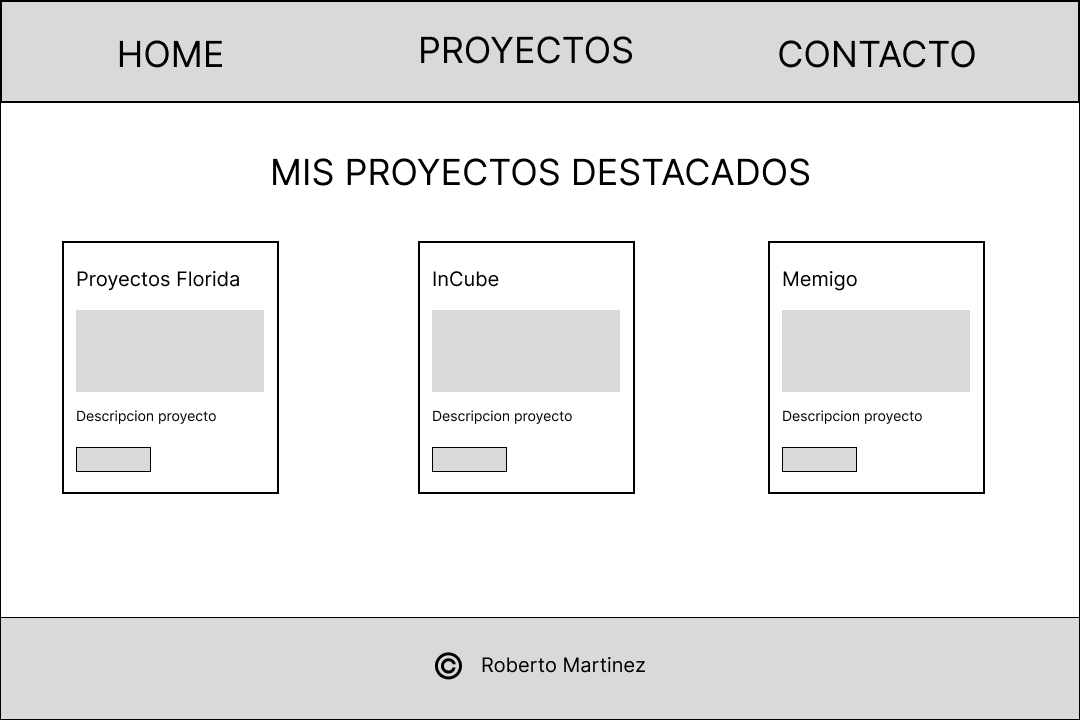 HOME PROYECTOS CONTACTO
MIS PROYECTOS DESTACADOS
Proyectos Florida
Descripcion proyecto
InCube
Descripcion proyecto
Memigo
Descripcion proyecto
© Roberto Martinez